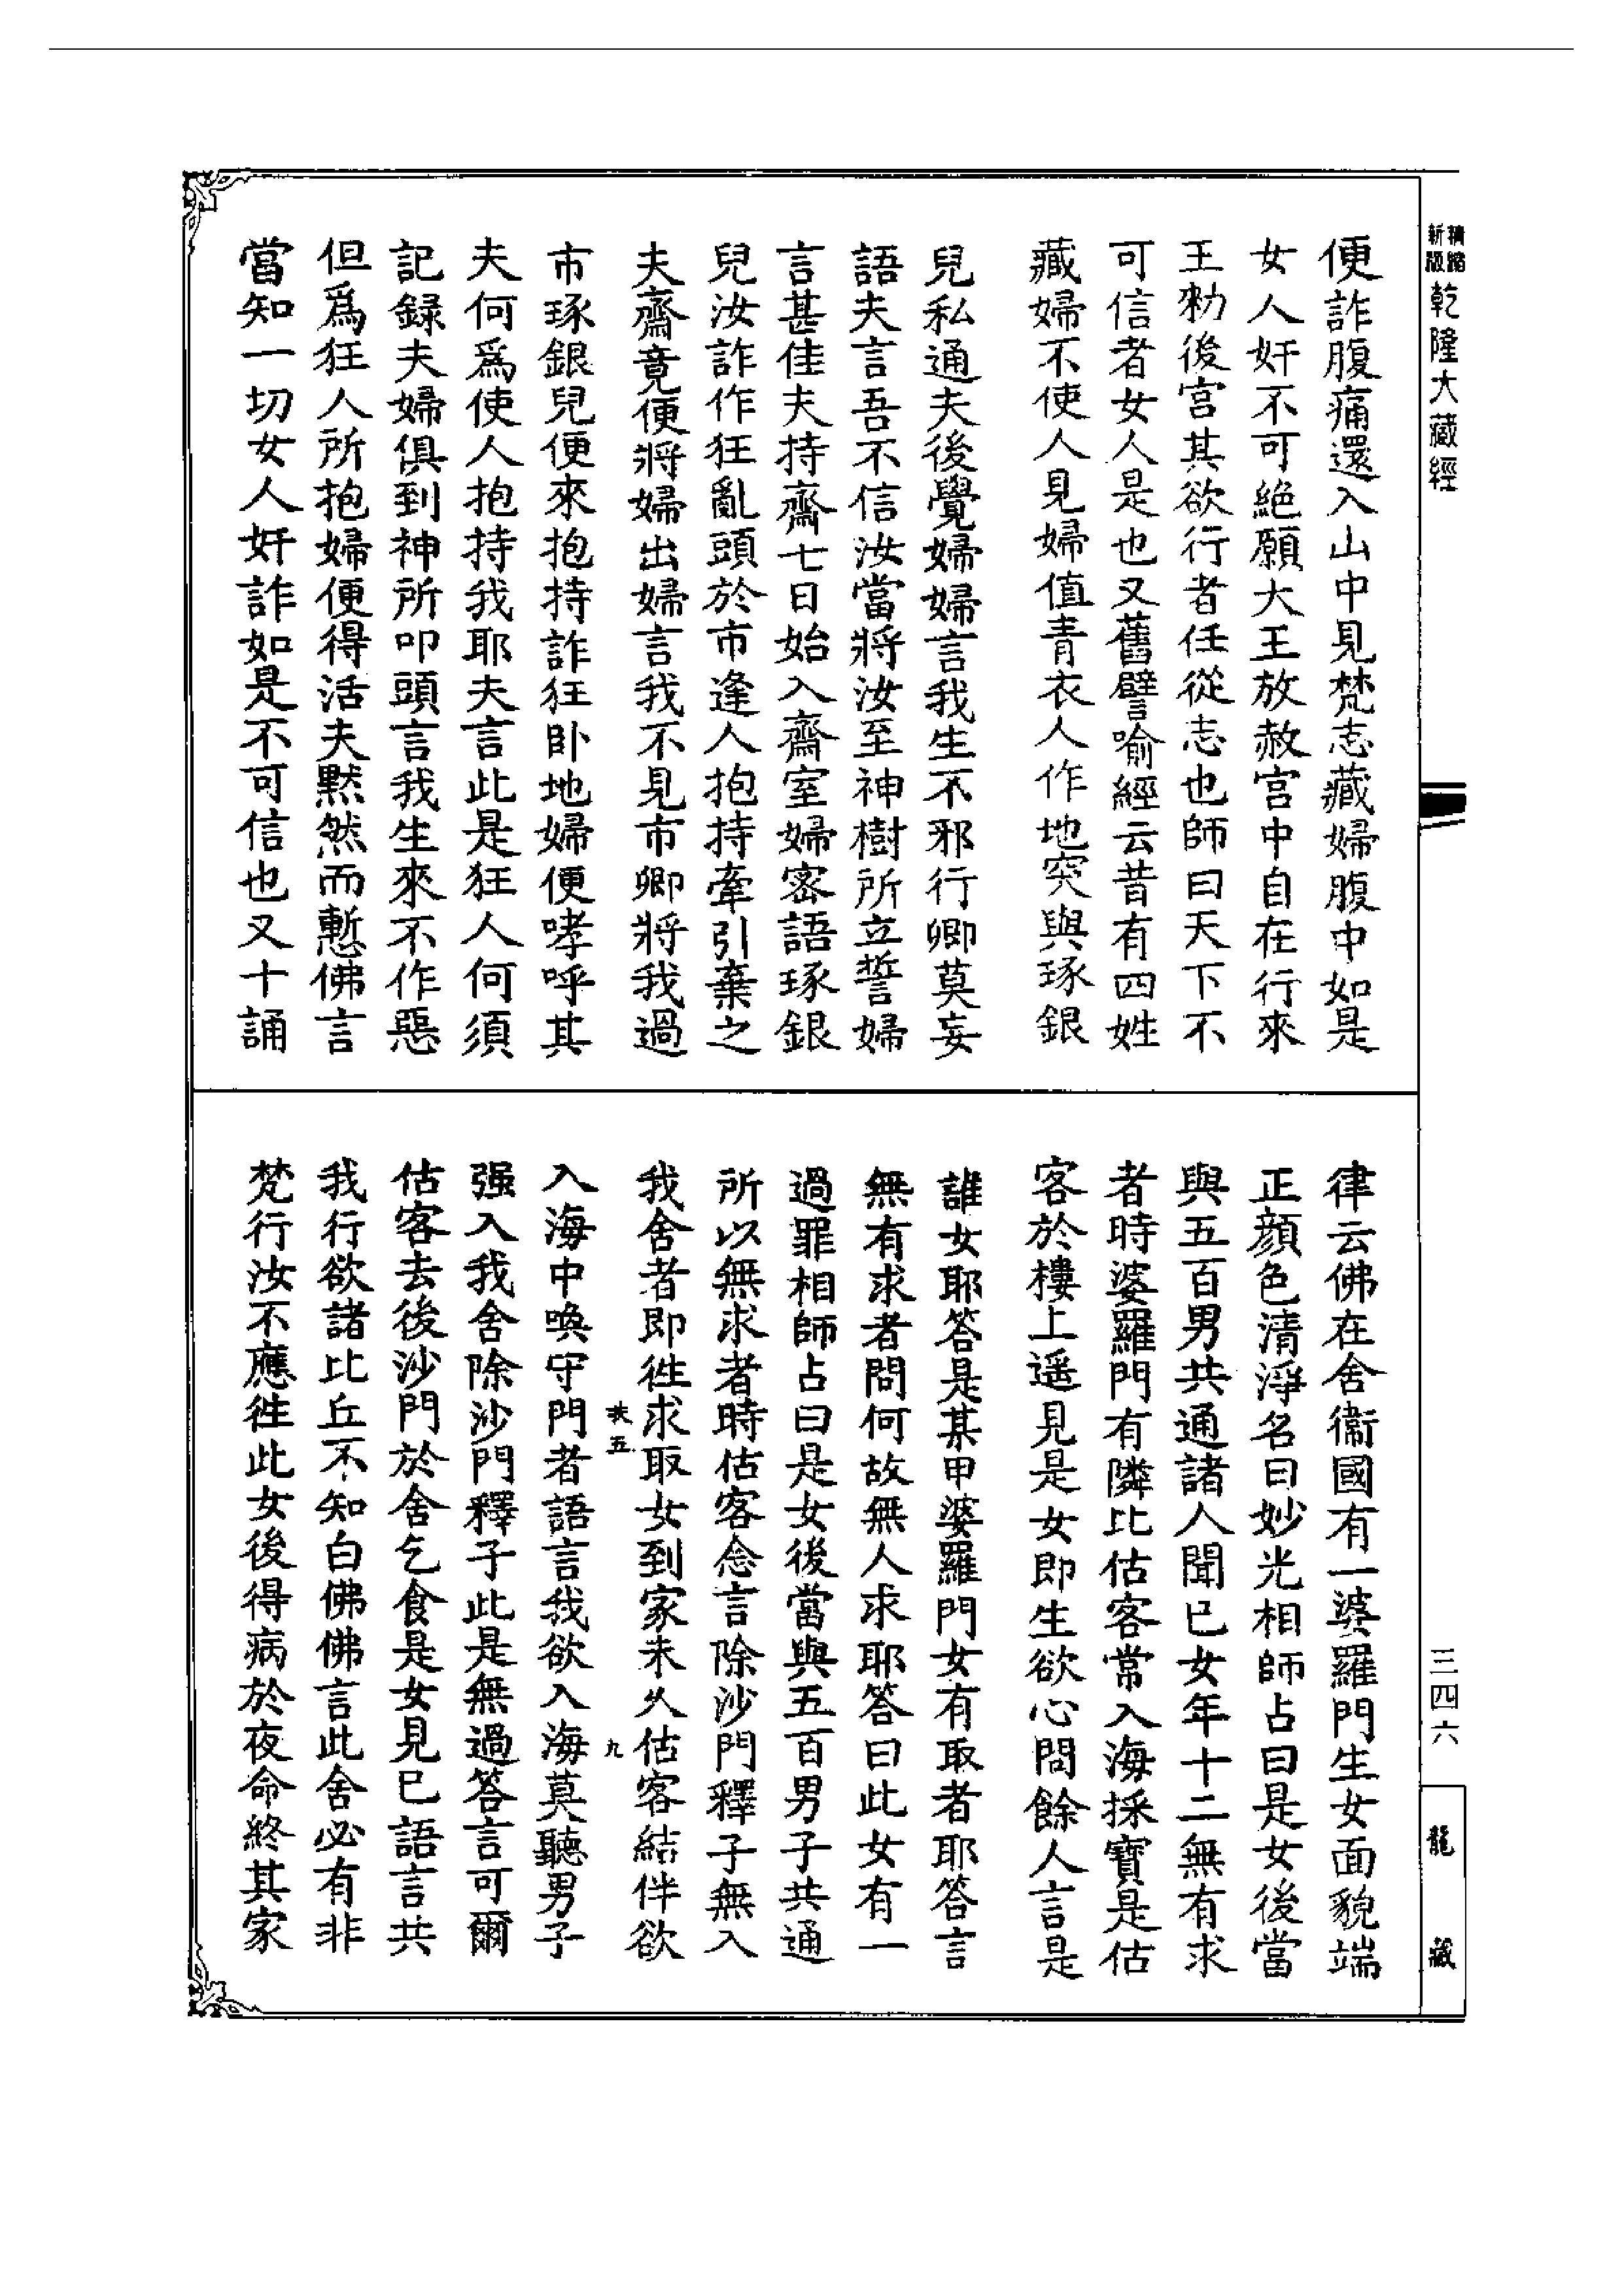 精縮新版乾隆大藏經
便詐腹痛還入山中見梵志藏婦腹中如是
女人奸不可絶願大王放赦宮中自在行來
王勑後宮其欲行者任從志也師曰天下不
可信者女人是也又舊譬喻經云昔有四姓
藏婦不使人見婦值青衣人作地突與琢銀
兒私通夫後覺婦婦言我生不邪行卿莫妄
語夫言吾不信汝當將汝至神樹所立誓婦
言甚佳夫持齋七日始入齋室婦密語琢銀
兒汝詐作狂亂頭於市逢人抱持牽引棄之
夫齋竟便將婦出婦言我不見市卿將我過
市琢銀兒便來抱持詐狂卧地婦便哮呼其
夫何爲使人抱持我耶夫言此是狂人何須
記録夫婦俱到神所叩頭言我生來不作惡
但爲狂人所抱婦便得活夫黙然而慙佛言
當知一切女人奸詐如是不可信也又十誦
律云佛在舍衞國有一婆羅門生女面貌端
正顔色清淨名曰妙光相師占曰是女後當
與五百男共通諸人聞已女年十二無有求
者時婆羅門有隣比估客常入海採寶是估
客於樓上遥見是女即生欲心問餘人言是
誰女耶答是某甲婆羅門女有取者耶答言
無有求者問何故無人求耶答曰此女有一
過罪相師占曰是女後當與五百男子共通
所以無求者時估客念言除沙門釋子無入
我舍者即徃求取女到家未久估客結伴欲
扶五 九
入海中喚守門者語言我欲入海莫聽男子
强入我舍除沙門釋子此是無過答言可爾
估客去後沙門於舍乞食是女見已語言共
我行欲諸比丘不知白佛佛言此舍必有非
梵行汝不應徃此女後得病於夜命終其家
三四六
龍藏